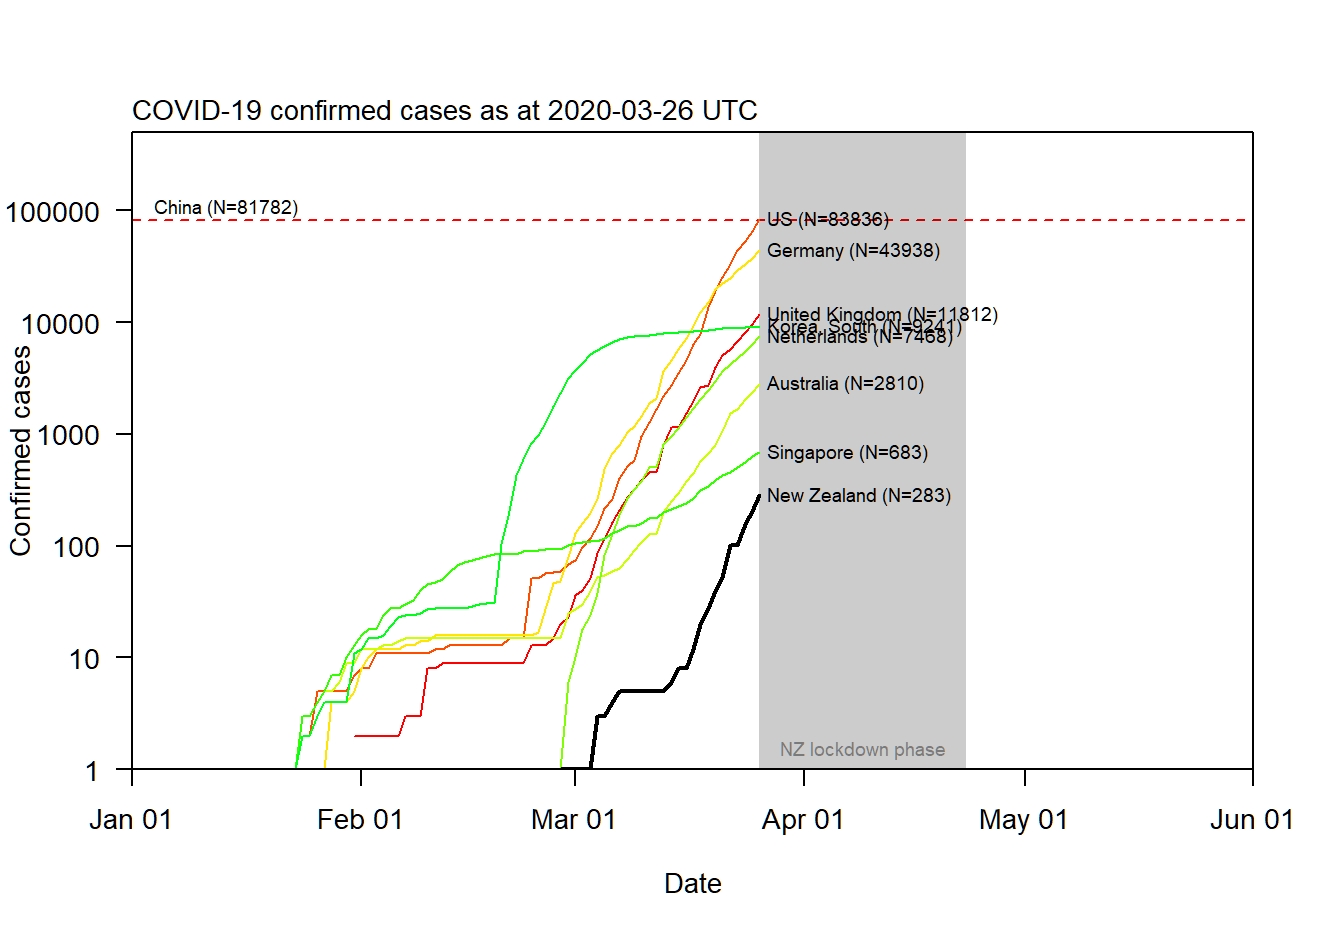 COVID-19 confirmed cases as at 2020-03-26 UTC
Confirmed cases
100000
10000
1000
100
10
1
China (N=81782)
US (N=83836)
Germany (N=43938)
United Kingdom (N=11812)
Korea, South (N=9241)
Netherlands (N=7468)
Australia (N=2810)
Singapore (N=683)
New Zealand (N=283)
NZ lockdown phase
Jan 01
Feb 01
Mar 01
Apr 01
May 01
Jun 01
Date